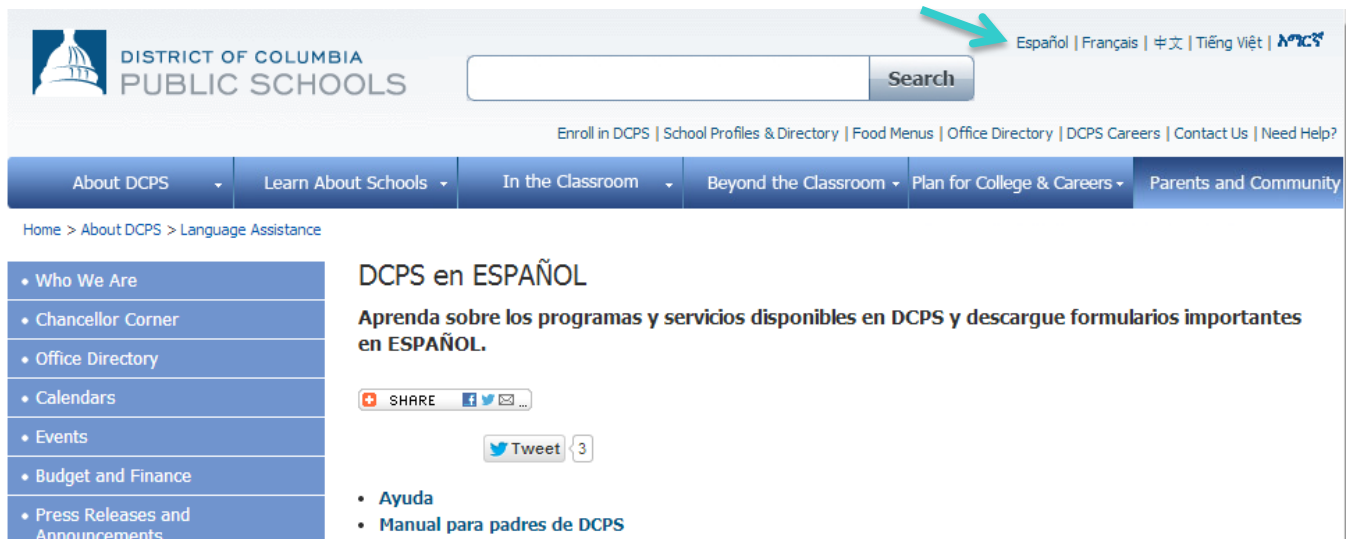 DISTRICT OF COLUMBIA
PUBLIC SCHOOLS
Search
Español | Français | 中文 | Tiếng Việt | አማርኛ
Enroll in DCPS | School Profiles & Directory | Food Menus | Office Directory | DCPS Careers | Contact Us | Need Help?
About DCPS Learn About Schools In the Classroom Beyond the Classroom Plan for College & Careers Parents and Community
Home > About DCPS > Language Assistance
• Who We Are
• Chancellor Corner
• Office Directory
• Calendars
• Events
• Budget and Finance
• Press Releases and
Announcements
DCPS en ESPAÑOL
Aprenda sobre los programas y servicios disponibles en DCPS y descargue formularios importantes
en ESPAÑOL.
SHARE ...
Tweet 3
• Ayuda
• Manual para padres de DCPS